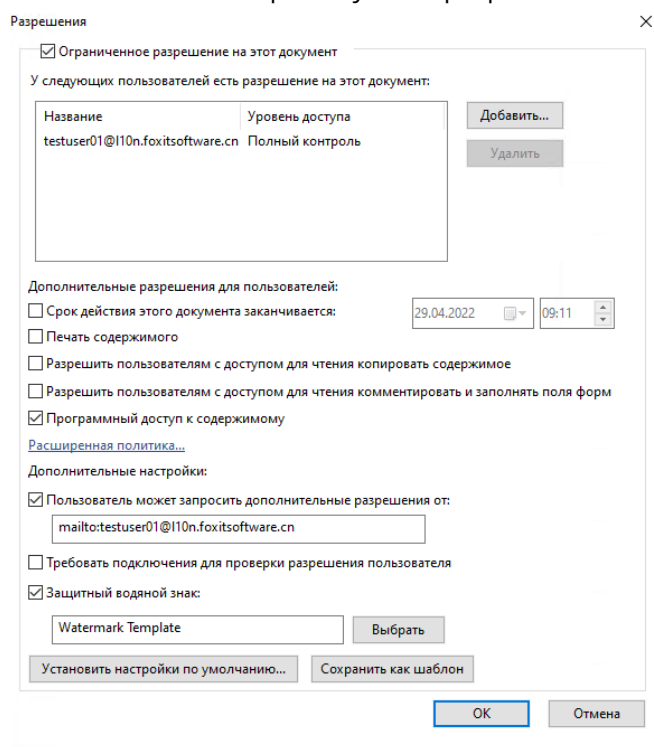 Разрешения
Ограниченное разрешение на этот документ
У следующих пользователей есть разрешение на этот документ:
Название Уровень доступа
testuser01@l10n.foxitsoftware.cn Полный контроль
Добавить...
Удалить
Дополнительные разрешения для пользователей:
Срок действия этого документа заканчивается: 29.04.2022 09:11
Печать содержимого
Разрешить пользователям с доступом для чтения копировать содержимое
Разрешить пользователям с доступом для чтения комментировать и заполнять поля форм
Программный доступ к содержимому
Расширенная политика...
Дополнительные настройки:
Пользователь может запросить дополнительные разрешения от:
mailto:testuser01@l10n.foxitsoftware.cn
Требовать подключения для проверки разрешения пользователя
Защитный водяной знак:
Watermark Template Выбрать
Установить настройки по умолчанию... Сохранить как шаблон
OK Отмена